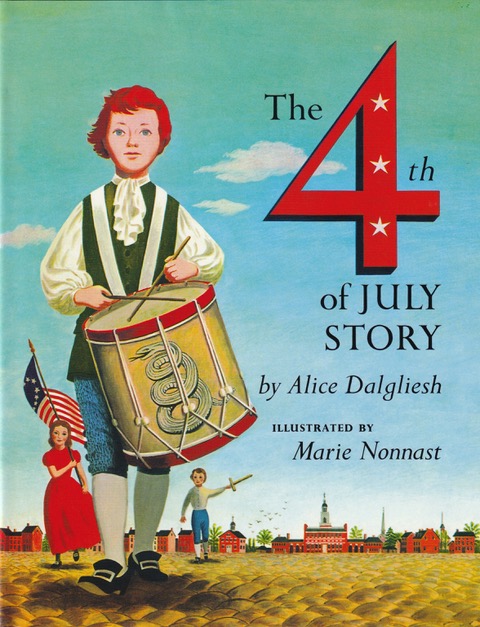 The
4th
of JULY
STORY
by Alice Dalgliesh
ILLUSTRATED BY
Marie Nonnast